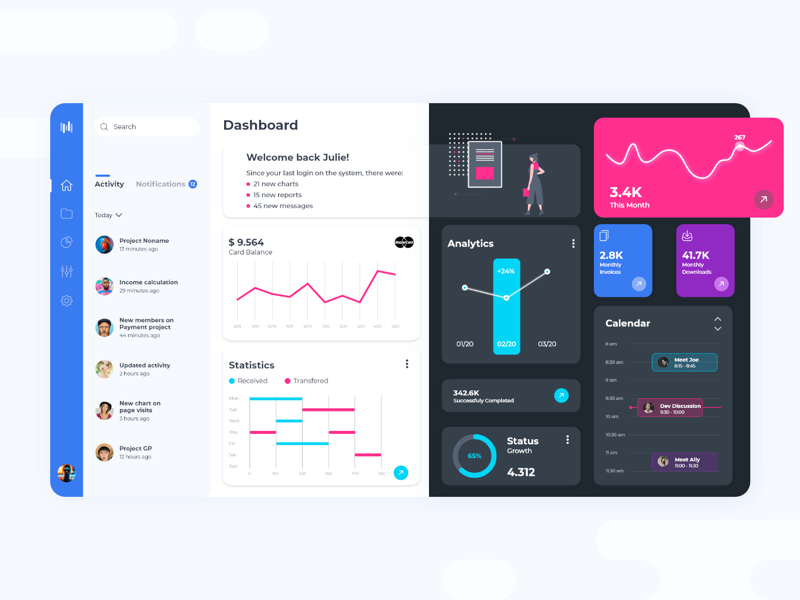 Search
Activity
Notifications 12
Today
Project Noname
13 minutes ago
Income calculation
29 minutes ago
New members on
Payment project
44 minutes ago
Updated activity
2 hours ago
New chart on
page visits
3 hours ago
Project GP
12 hours ago
Dashboard
Welcome back Julie!
Since your last login on the system, there were:
21 new charts
15 new reports
45 new messages
$ 9.564
Card Balance
MasterCard
Statistics
Received
Transfered
Mon
Tue
Wed
Thu
Fri
Sat
Sun
Analytics
+24%
01/20
02/20
03/20
342.6K
Successfuly Completed
65%
Status
Growth
4.312
267
3.4K
This Month
2.8K
Monthly
Invoices
41.7K
Monthly
Downloads
Calendar
8 am
8:30 am
Meet Joe
8:15 - 8:45
9 am
9:30 am
Dev Discussion
9:30 - 10:00
10 am
10:30 am
11 am
Meet Ally
11:00 - 11:30
11:30 am